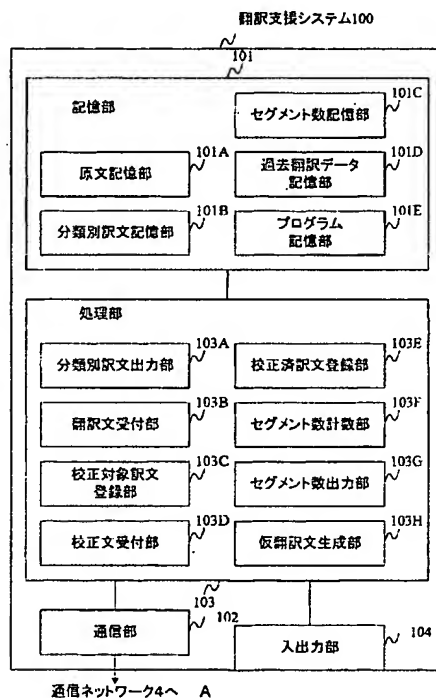 翻訳支援システム100
101
記憶部
101C
セグメント数記憶部
101A
原文記憶部
101D
過去翻訳データ
記憶部
101B
分類別訳文記憶部
101E
プログラム
記憶部
処理部
103A
分類別訳文出力部
103E
校正済訳文登録部
103B
翻訳文受付部
103F
セグメント数計数部
103C
校正対象訳文
登録部
103G
セグメント数出力部
103D
校正文受付部
103H
仮翻訳文生成部
103
102
通信部
104
入出力部
通信ネットワーク4へ A